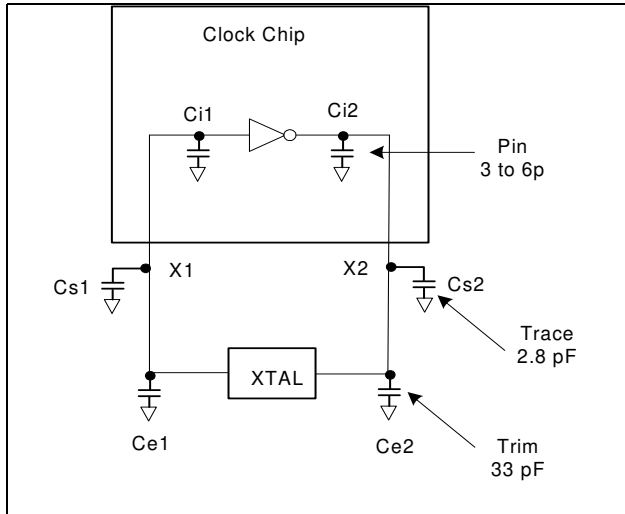 Clock Chip
Ci1
Ci2
Pin
3 to 6p
Cs1
X1
X2
Cs2
Trace
2.8 pF
XTAL
Ce1
Ce2
Trim
33 pF